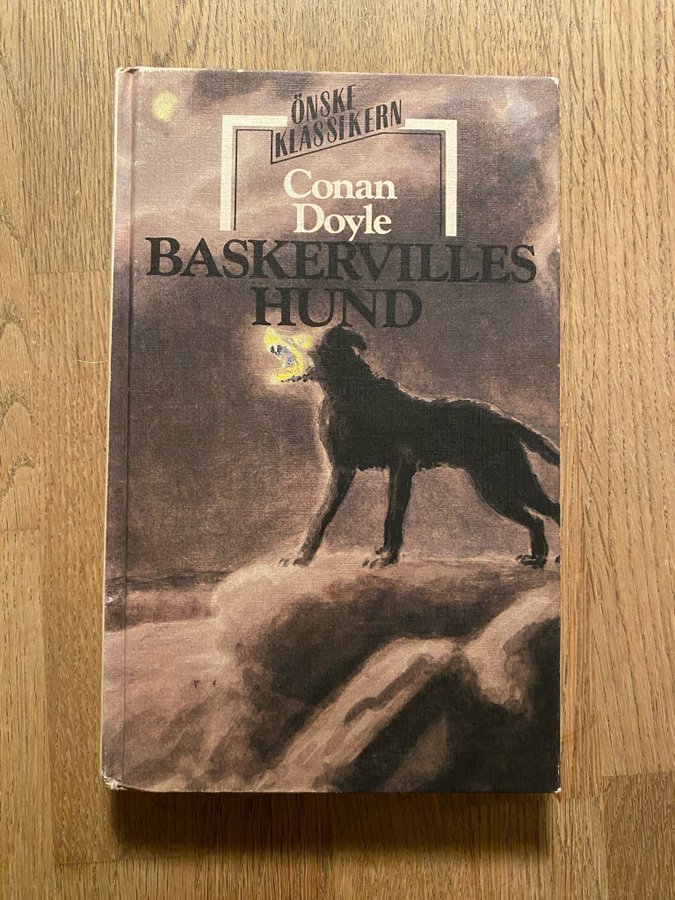 ÖNSKE
KLASSIKERN
Conan
Doyle
BASKERVILLES
HUND